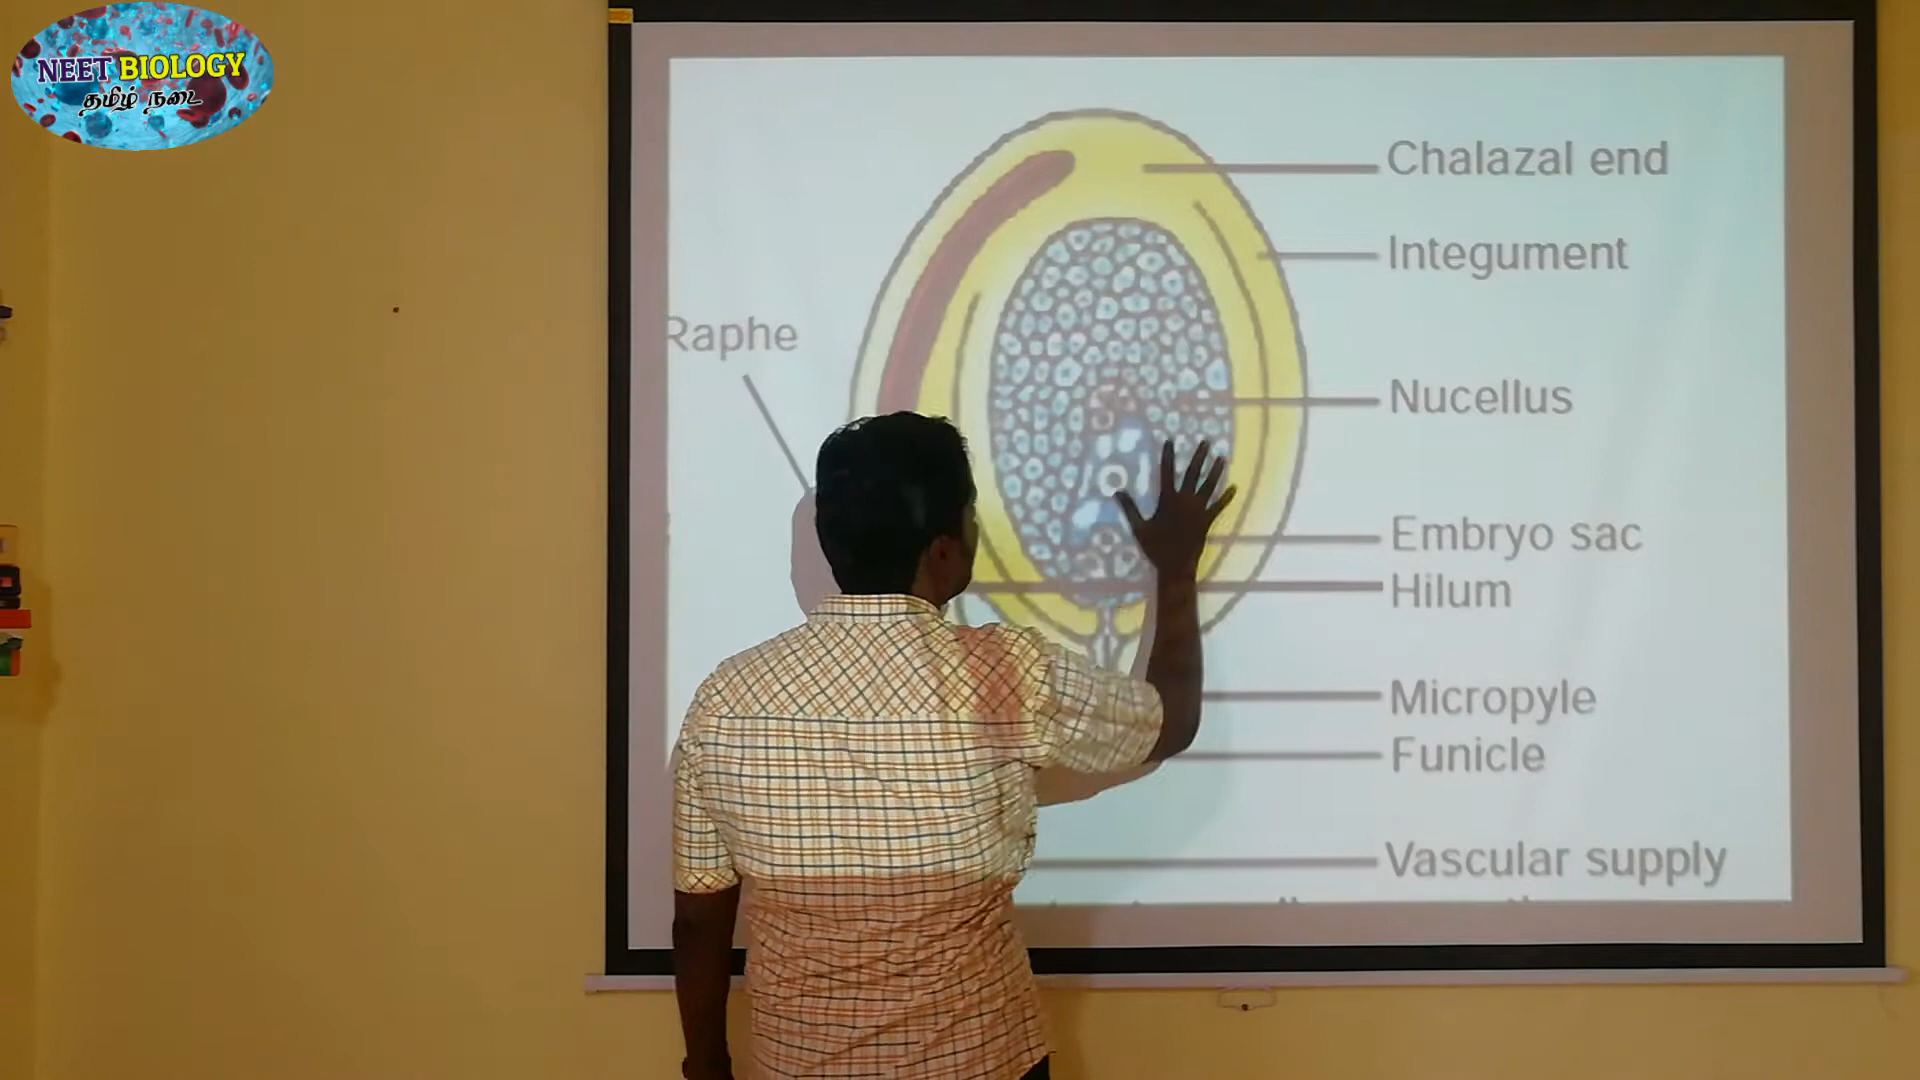 NEET BIOLOGY
தமிழ் நடை
Chalazal end
Integument
Raphe
Nucellus
Embryo sac
Hilum
Micropyle
Funicle
Vascular supply